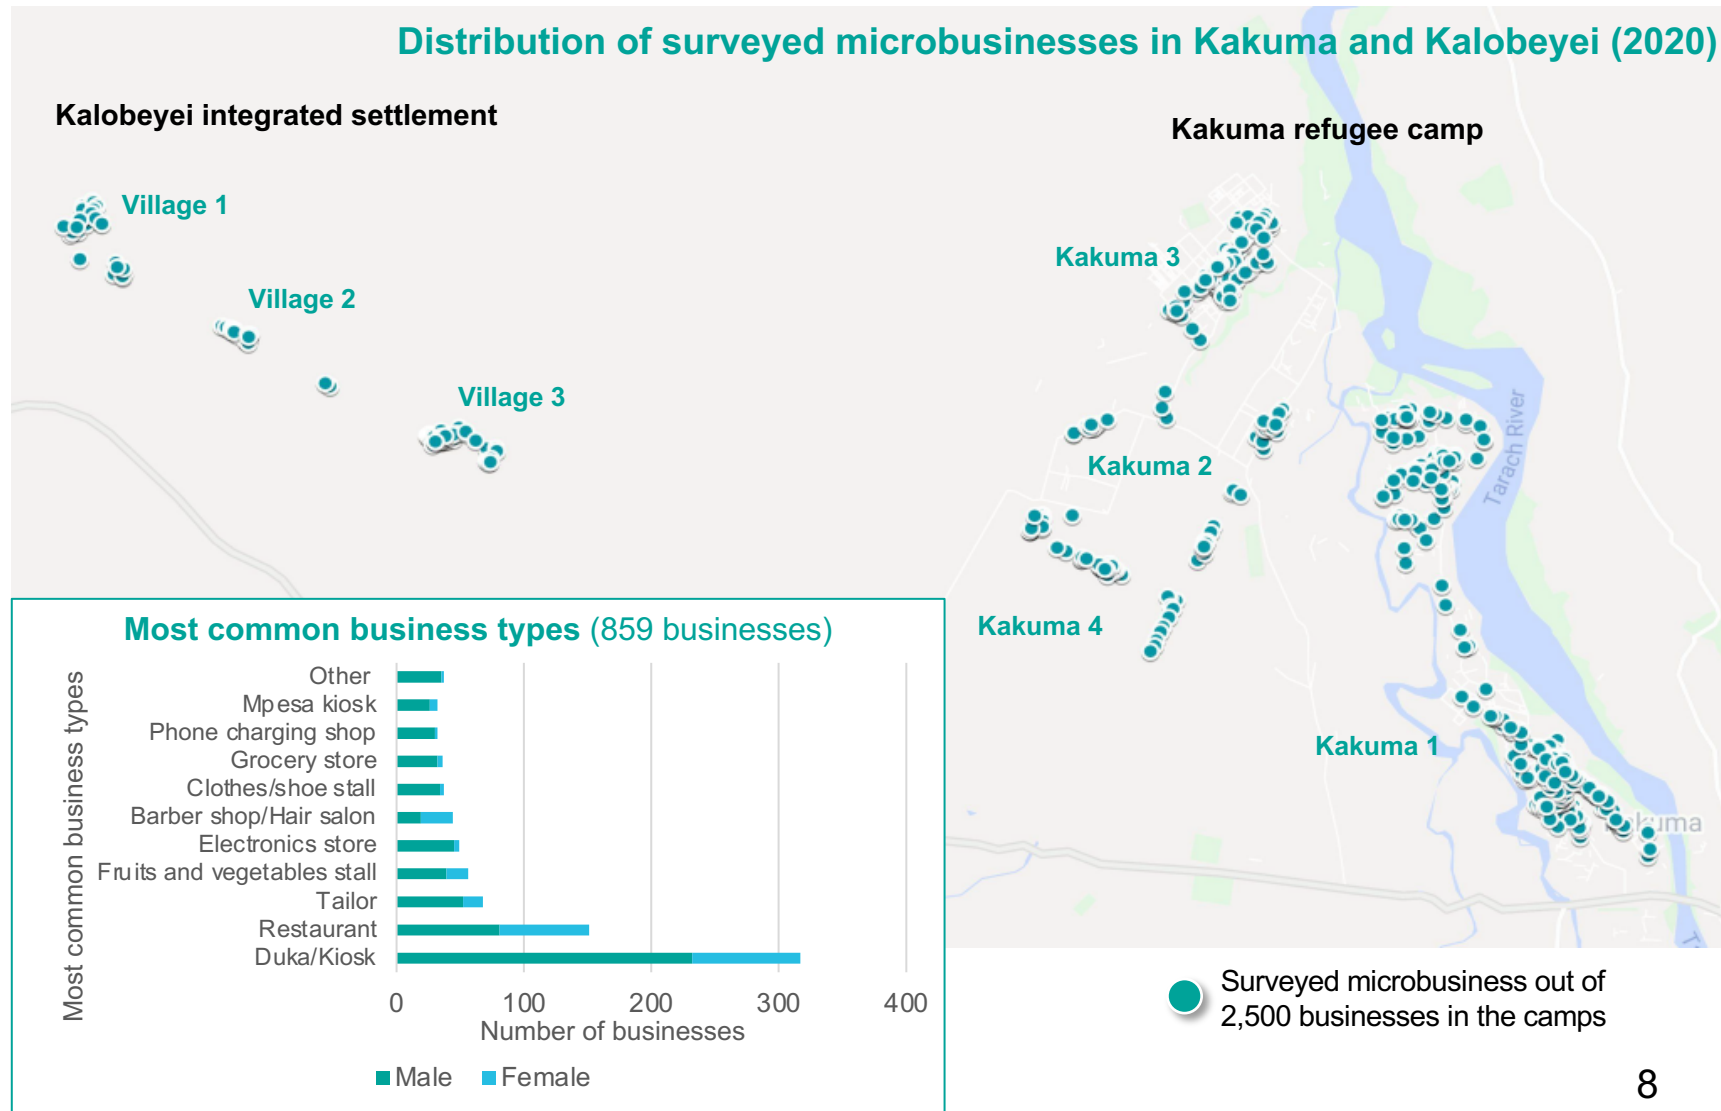 Distribution of surveyed microbusinesses in Kakuma and Kalobeyei (2020)
Kalobeyei integrated settlement
Kakuma refugee camp
Village 1
Village 2
Village 3
Kakuma 3
Kakuma 2
Kakuma 4
Kakuma 1
Tarach River
Kakuma
Most common business types (859 businesses)
Most common business types
Other
Mpesa kiosk
Phone charging shop
Grocery store
Clothes/shoe stall
Barber shop/Hair salon
Electronics store
Fruits and vegetables stall
Tailor
Restaurant
Duka/Kiosk
0 100 200 300 400
Number of businesses
Male Female
Surveyed microbusiness out of
2,500 businesses in the camps
8